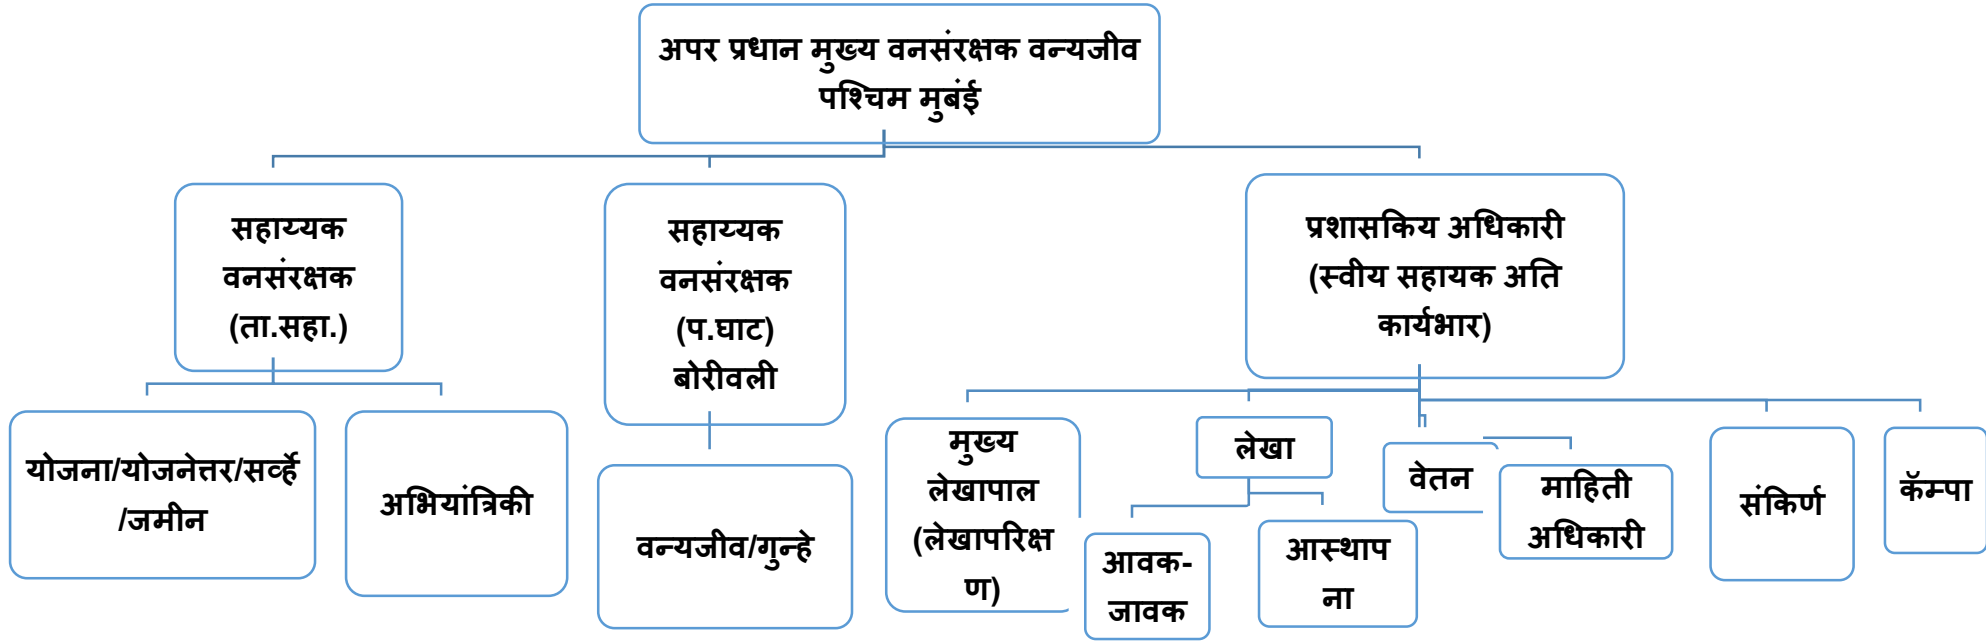 अपर प्रधान मुख्य वनसंरक्षक वन्यजीव
पश्चिम मुबंई
सहाय्यक
वनसंरक्षक
(ता.सहा.)
सहाय्यक
वनसंरक्षक
(प.घाट)
बोरीवली
प्रशासकिय अधिकारी
(स्वीय सहायक अति
कार्यभार)
योजना/योजनेत्तर/सर्व्हे
/जमीन
अभियांत्रिकी
वन्यजीव/गुन्हे
मुख्य
लेखापाल
(लेखापरिक्ष
ण)
लेखा
आवक-
जावक
आस्थाप
ना
वेतन
माहिती
अधिकारी
संकिर्ण
कॅम्पा